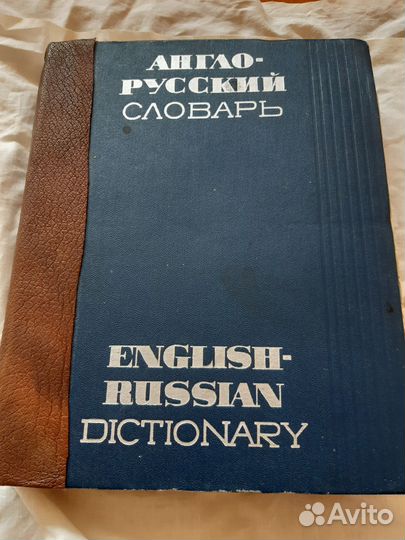 АНГЛО-
РУССКИЙ
СЛОВАРЬ
ENGLISH-
RUSSIAN
DICTIONARY
Avito